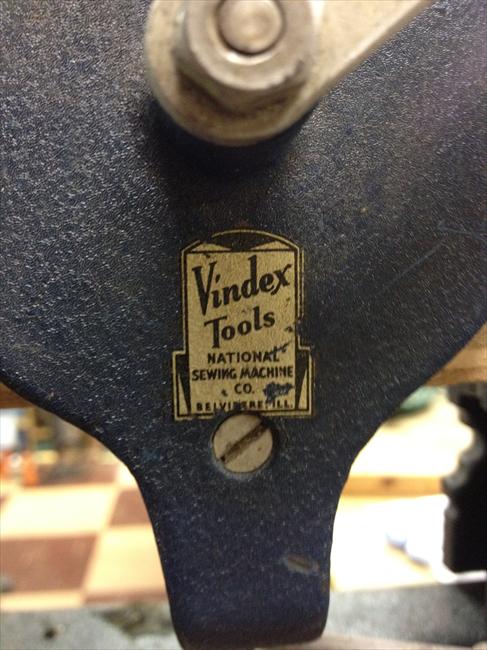 Vindex
Tools
NATIONAL
SEWING MACHINE
CO.
BELVIDERE, ILL.